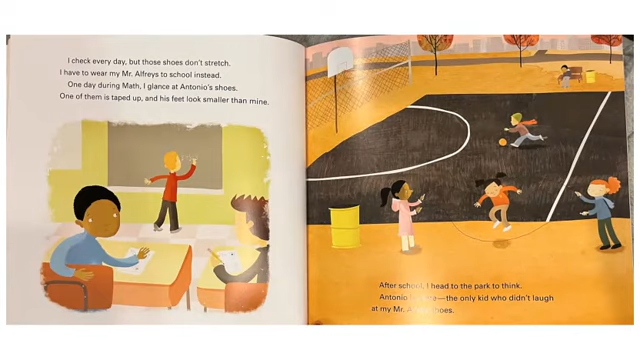 I check every day, but those shoes don't stretch.
I have to wear my Mr. Alfreys to school instead.
One day during Math, I glance at Antonio's shoes.
One of them is taped up, and his feet look smaller than mine.
After school, I head to the park to think.
Antonio the only kid who didn't laugh
at my Mr. shoes.